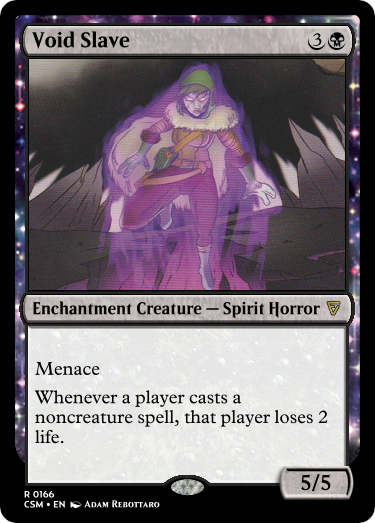 Void Slave 3
Enchantment Creature — Spirit Horror
Menace
Whenever a player casts a
noncreature spell, that player loses 2
life.
5/5
R 0166
CSM • EN ADAM REBOTTARO